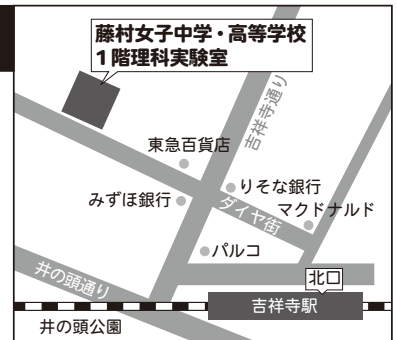 藤村女子中学・高等学校
1階理科実験室
吉祥寺通り
東急百貨店
りそな銀行
みずほ銀行
ダイヤ街
マクドナルド
パルコ
井の頭通り
北口
吉祥寺駅
井の頭公園